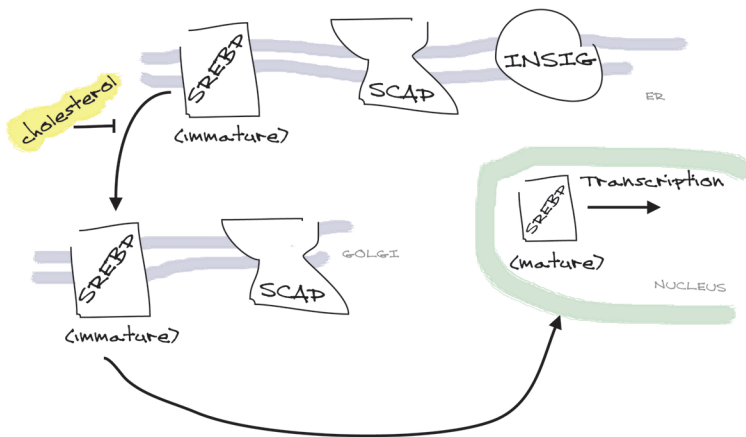 SREBP
SCAP
INSIG
ER
(immature)
cholesterol
Transcription
SREBP
(mature)
NUCLEUS
SREBP
SCAP
GOLGI
(immature)